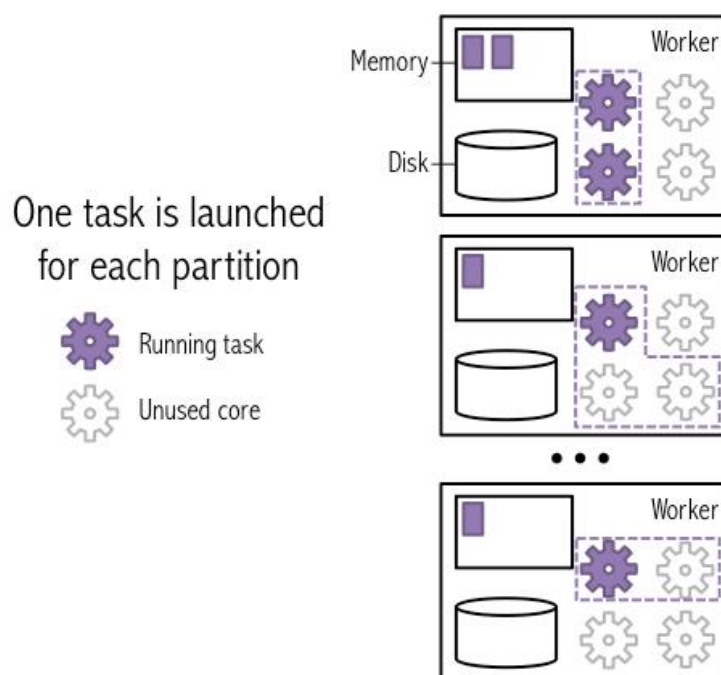 Worker
Memory
Disk
One task is launched
for each partition
Running task
Unused core
Worker
Worker